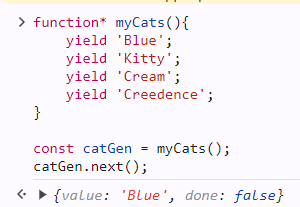 function* myCats(){
    yield 'Blue';
    yield 'Kitty';
    yield 'Cream';
    yield 'Creedence';
}
const catGen = myCats();
catGen.next();
{value: 'Blue', done: false}